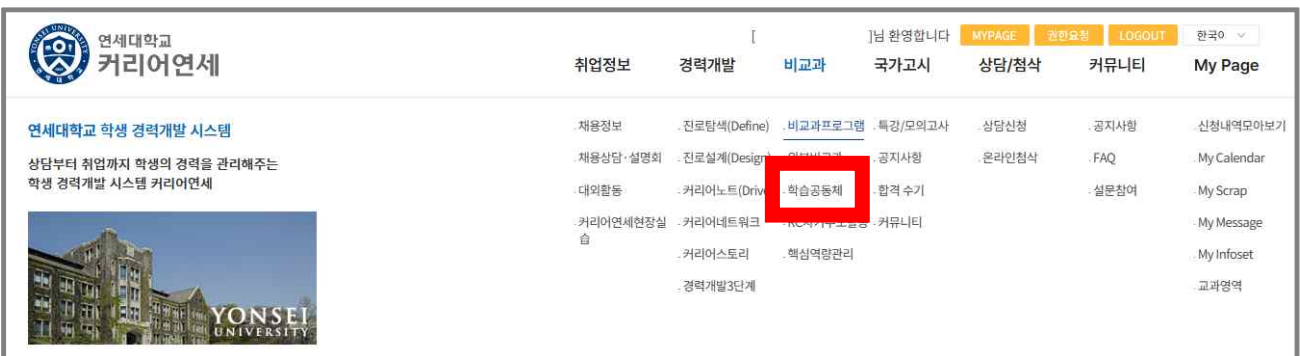 연세대학교
커리어연세
[ ]님 환영합니다 MYPAGE 권한요청 LOGOUT 한국어
취업정보 경력개발 비교과 국가고시 상담/첨삭 커뮤니티 My Page
연세대학교 학생 경력개발 시스템
상담부터 취업까지 학생의 경력을 관리해주는
학생 경력개발 시스템 커리어연세
YONSEI
UNIVERSITY
. 채용정보
. 채용상담·설명회
. 대외활동
. 커리어연세현장실
습
. 진로탐색(Define)
. 진로설계(Design)
. 커리어노트(Drive
. 커리어네트워크
. 커리어스토리
. 경력개발3단계
. 비교과프로그램
. 학습공동체
. 핵심역량관리
. 특강/모의고사
. 공지사항
. 합격 수기
. 커뮤니티
. 상담신청
. 온라인첨삭
. 공지사항
. FAQ
. 설문참여
. 신청내역모아보기
. My Calendar
. My Scrap
. My Message
. My Infoset
. 교과영역